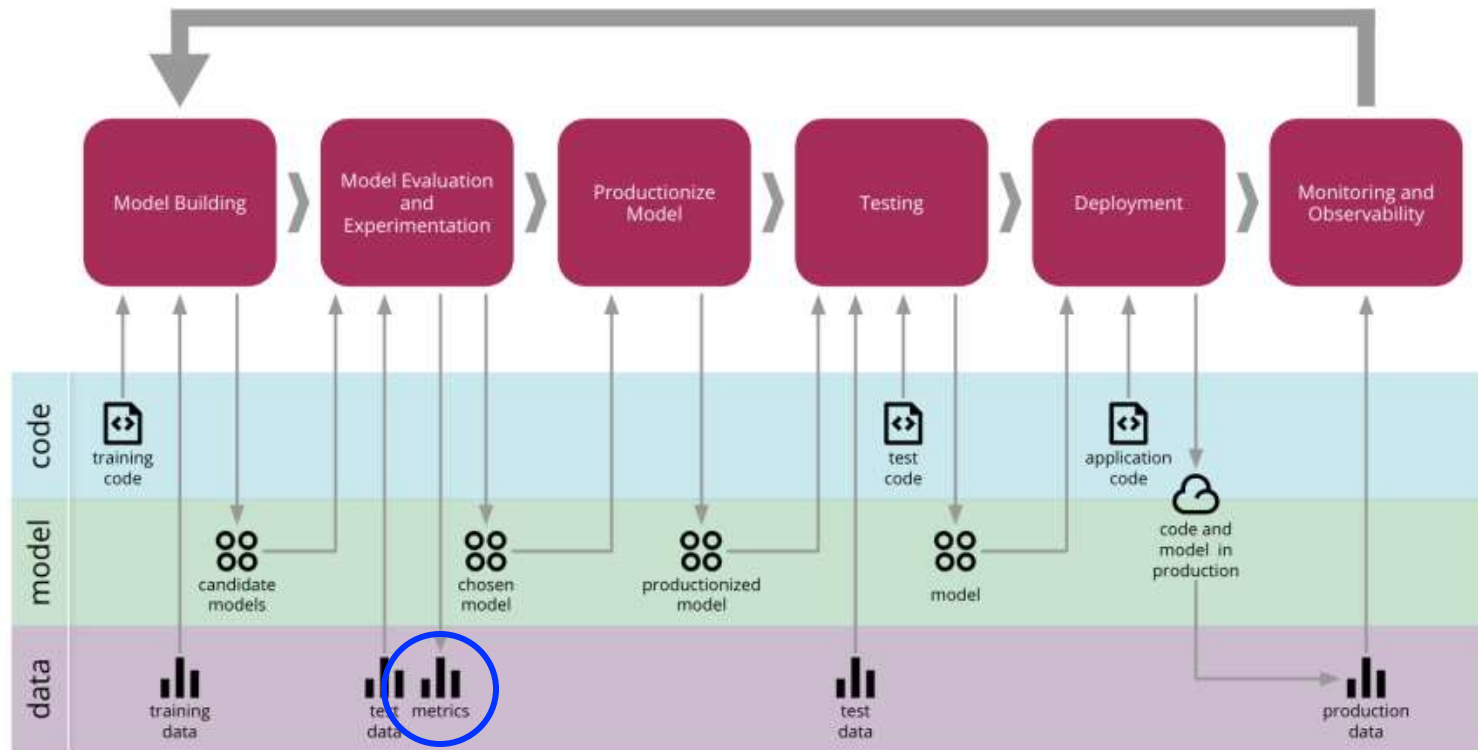 Model Building
Model Evaluation
and
Experimentation
Productionize
Model
Testing
Deployment
Monitoring and
Observability
code
training
code
test
code
application
code
model
candidate
models
chosen
model
productionized
model
model
code and
model in
production
data
training
data
test
data
metrics
test
data
production
data